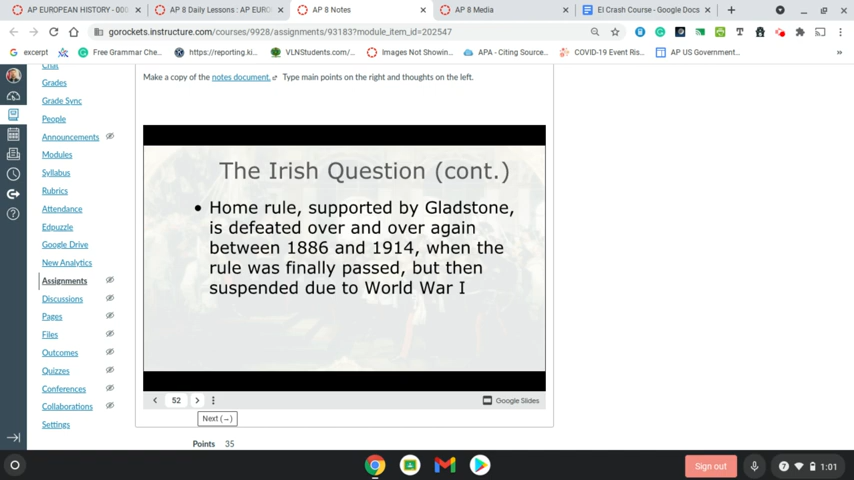 AP EUROPEAN HISTORY - 000
AP 8 Daily Lessons : AP EURO
AP 8 Notes
AP 8 Media
EI Crash Course - Google Docs
gorockets.instructure.com/courses/9928/assignments/93183?module_item_id=202547
excerpt
Free Grammar Che...
https://reporting.ki...
VLNStudents.com/...
Images Not Showin...
APA - Citing Source...
COVID-19 Event Ris...
AP US Government...
Chat
Grades
Grade Sync
People
Announcements
Modules
Syllabus
Rubrics
Attendance
Edpuzzle
Google Drive
New Analytics
Assignments
Discussions
Pages
Files
Outcomes
Quizzes
Conferences
Collaborations
Settings
Make a copy of the notes document. Type main points on the right and thoughts on the left.
The Irish Question (cont.)
• Home rule, supported by Gladstone,
is defeated over and over again
between 1886 and 1914, when the
rule was finally passed, but then
suspended due to World War I
52
Google Slides
Next (→)
Points 35
Sign out
1:01